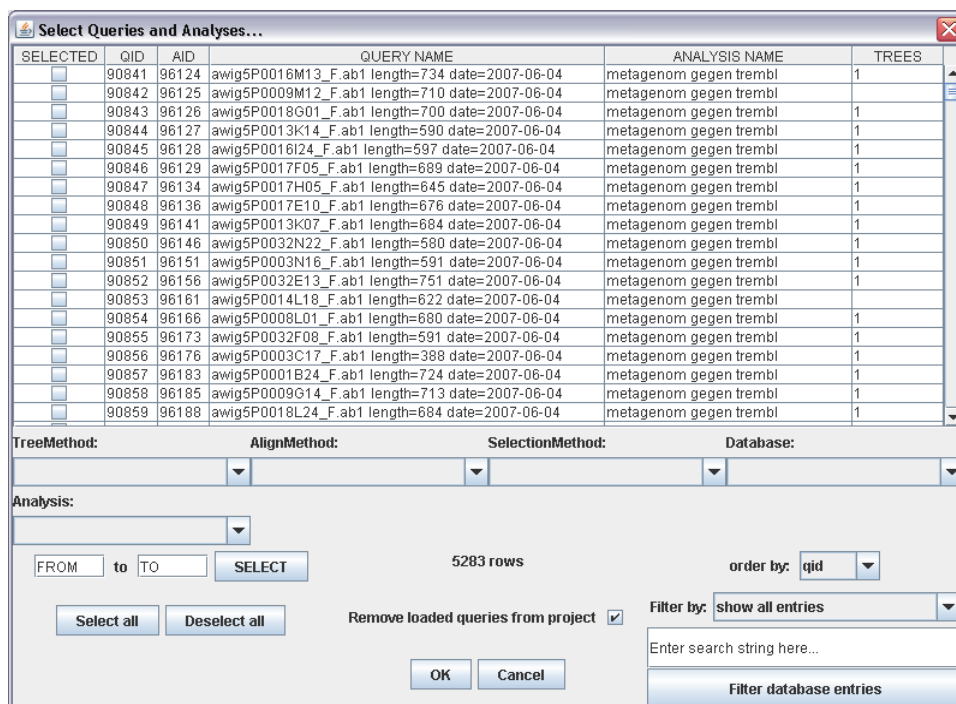 Select Queries and Analyses...
SELECTED QID AID QUERY NAME ANALYSIS NAME TREES
90841 96124 awig5P0016M13_F.ab1 length=734 date=2007-06-04 metagenom gegen trembl 1
90842 96125 awig5P0009M12_F.ab1 length=710 date=2007-06-04 metagenom gegen trembl
90843 96126 awig5P0018G01_F.ab1 length=700 date=2007-06-04 metagenom gegen trembl 1
90844 96127 awig5P0013K14_F.ab1 length=590 date=2007-06-04 metagenom gegen trembl 1
90845 96128 awig5P0016I24_F.ab1 length=597 date=2007-06-04 metagenom gegen trembl 1
90846 96129 awig5P0017F05_F.ab1 length=689 date=2007-06-04 metagenom gegen trembl 1
90847 96134 awig5P0017H05_F.ab1 length=645 date=2007-06-04 metagenom gegen trembl 1
90848 96136 awig5P0017E10_F.ab1 length=676 date=2007-06-04 metagenom gegen trembl 1
90849 96141 awig5P0013K07_F.ab1 length=684 date=2007-06-04 metagenom gegen trembl 1
90850 96146 awig5P0032N22_F.ab1 length=580 date=2007-06-04 metagenom gegen trembl 1
90851 96151 awig5P0003N16_F.ab1 length=591 date=2007-06-04 metagenom gegen trembl 1
90852 96156 awig5P0032E13_F.ab1 length=751 date=2007-06-04 metagenom gegen trembl 1
90853 96161 awig5P0014L18_F.ab1 length=622 date=2007-06-04 metagenom gegen trembl
90854 96166 awig5P0008L01_F.ab1 length=680 date=2007-06-04 metagenom gegen trembl 1
90855 96173 awig5P0032F08_F.ab1 length=591 date=2007-06-04 metagenom gegen trembl 1
90856 96176 awig5P0003C17_F.ab1 length=388 date=2007-06-04 metagenom gegen trembl 1
90857 96183 awig5P0001B24_F.ab1 length=724 date=2007-06-04 metagenom gegen trembl 1
90858 96185 awig5P0009G14_F.ab1 length=713 date=2007-06-04 metagenom gegen trembl 1
90859 96188 awig5P0018L24_F.ab1 length=684 date=2007-06-04 metagenom gegen trembl 1
TreeMethod: AlignMethod: SelectionMethod: Database:
Analysis:
FROM to TO SELECT 5283 rows order by: qid
Select all Deselect all Remove loaded queries from project Filter by: show all entries
Enter search string here...
OK Cancel Filter database entries